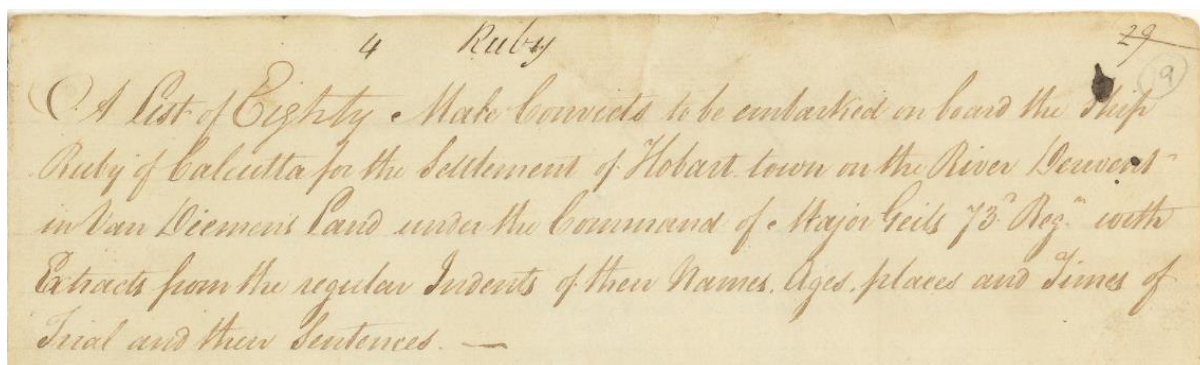 4 Ruby 29
9
A List of Eighty Male Convicts to be embarked on board the Ship
Ruby of Calcutta for the Settlement of Hobart town on the River Derwent
in Van Diemens Land under the Command of Major Geils 73d Regt with
Extracts from the regular Indents of their Names, Ages, places and Times of
Trial and their Sentences. —